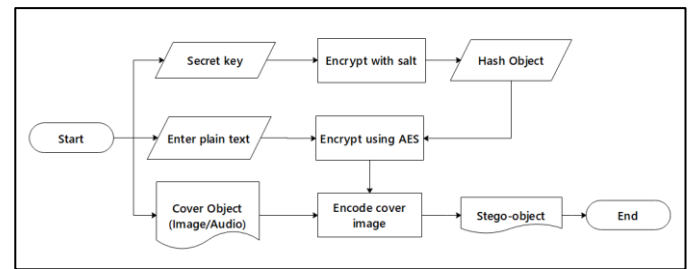 Secret key
Encrypt with salt
Hash Object
Start
Enter plain text
Encrypt using AES
Cover Object
(Image/Audio)
Encode cover
image
Stego-object
End